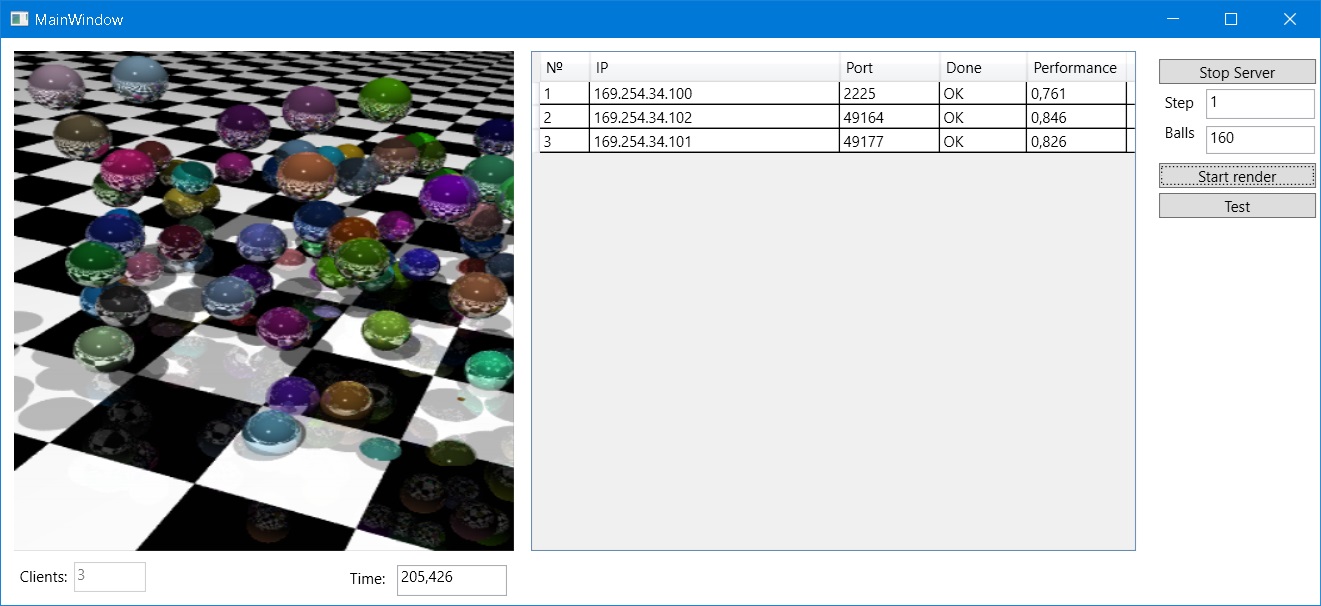 MainWindow
№ IP Port Done Performance
1 169.254.34.100 2225 OK 0,761
2 169.254.34.102 49164 OK 0,846
3 169.254.34.101 49177 OK 0,826
Stop Server
Step 1
Balls 160
Start render
Test
Clients: 3
Time: 205,426